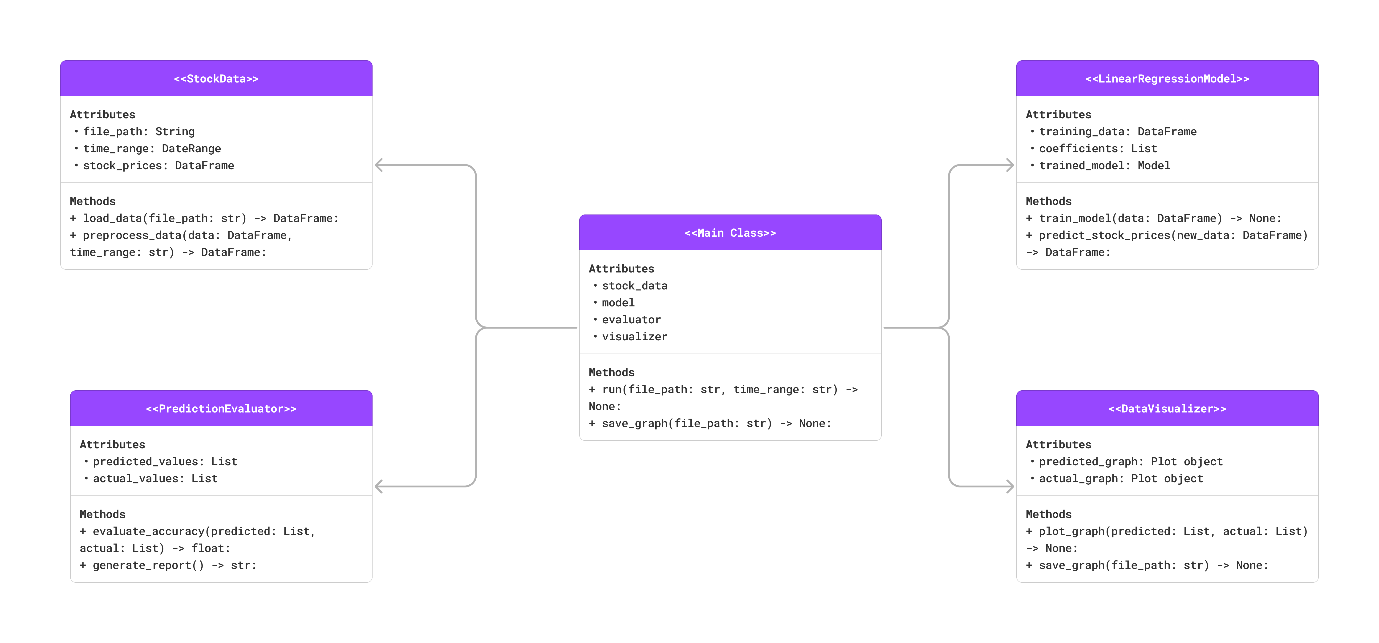 <<StockData>>
Attributes
• file_path: String
• time_range: DateRange
• stock_prices: DataFrame
Methods
+ load_data(file_path: str) -> DataFrame:
+ preprocess_data(data: DataFrame,
time_range: str) -> DataFrame:
<<LinearRegressionModel>>
Attributes
• training_data: DataFrame
• coefficients: List
• trained_model: Model
Methods
+ train_model(data: DataFrame) -> None:
+ predict_stock_prices(new_data: DataFrame)
-> DataFrame:
<<Main Class>>
Attributes
• stock_data
• model
• evaluator
• visualizer
Methods
+ run(file_path: str, time_range: str) ->
None:
+ save_graph(file_path: str) -> None:
<<PredictionEvaluator>>
Attributes
• predicted_values: List
• actual_values: List
Methods
+ evaluate_accuracy(predicted: List,
actual: List) -> float:
+ generate_report() -> str:
<<DataVisualizer>>
Attributes
• predicted_graph: Plot object
• actual_graph: Plot object
Methods
+ plot_graph(predicted: List, actual: List)
-> None:
+ save_graph(file_path: str) -> None: